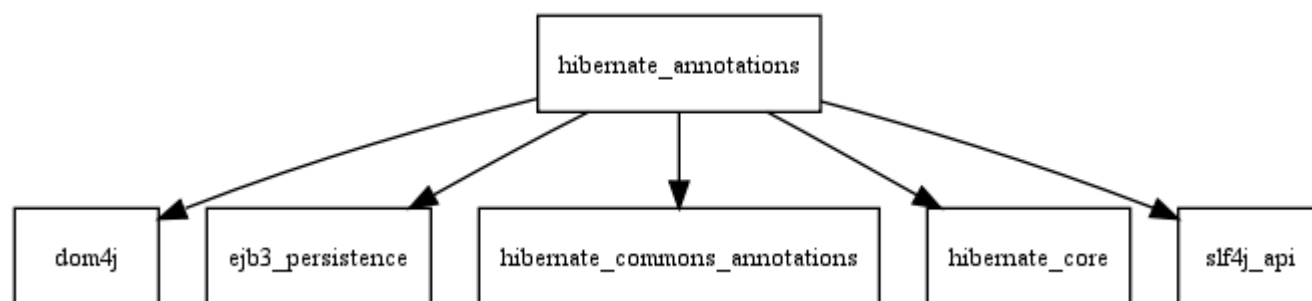 hibernate_annotations
dom4j
ejb3_persistence
hibernate_commons_annotations
hibernate_core
slf4j_api